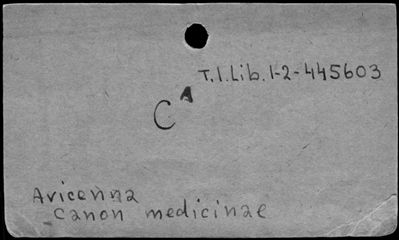 T.1.Lib.1-2-445603
C A
Avicenna
Canon medicinae